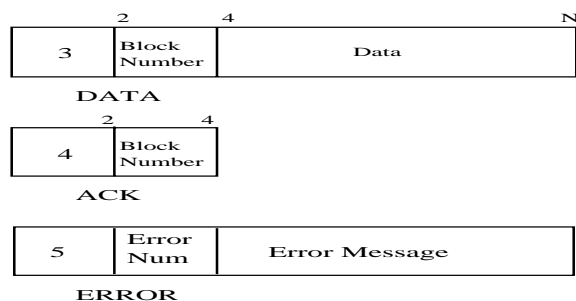 2 4 N
3 Block Number Data
DATA
2 4
4 Block Number
ACK
5 Error Num Error Message
ERROR